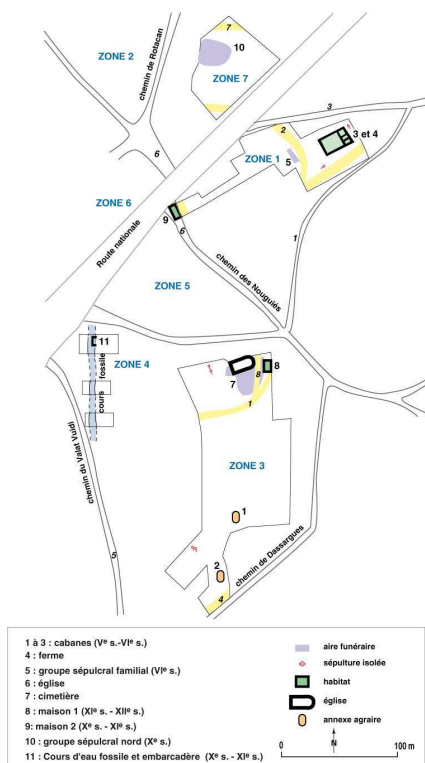 7
ZONE 2
chemin de Rotacan
10
ZONE 7
7
3
2
3 et 4
ZONE 1
5
6
ZONE 6
9
6
1
Route nationale
chemin des Nouguiés
ZONE 5
11
ZONE 4
fossile
cours
8
8
7
1
chemin du Valat Vuidi
ZONE 3
1
2
chemin de Dassargues
5
4
1 à 3 : cabanes (Ve s.-VIe s.)
4 : ferme
5 : groupe sépulcral familial (VIe s.)
6 : église
7 : cimetière
8 : maison 1 (XIe s. - XIIe s.)
9: maison 2 (Xe s. - XIe s.)
10 : groupe sépulcral nord (Xe s.)
11 : Cours d'eau fossile et embarcadère (Xe s. - XIe s.)
aire funéraire
sépulture isolée
habitat
église
annexe agraire
0 N 100 m